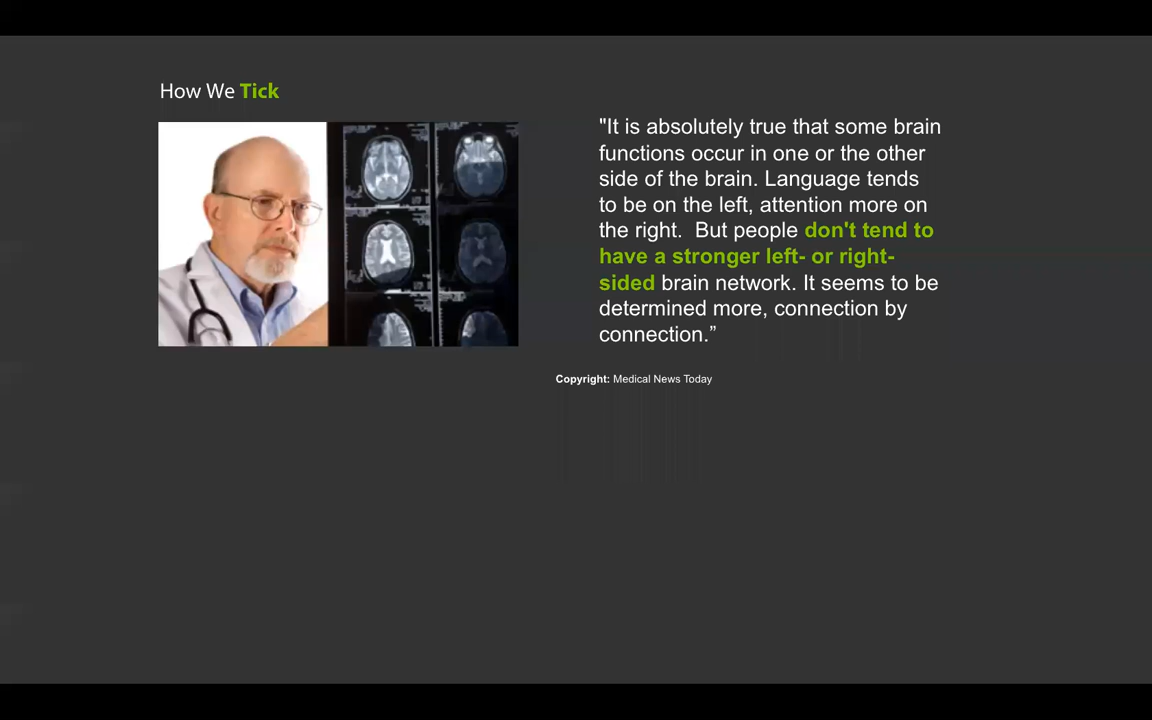 How We Tick
"It is absolutely true that some brain
functions occur in one or the other
side of the brain. Language tends
to be on the left, attention more on
the right.  But people don't tend to
have a stronger left- or right-
sided brain network. It seems to be
determined more, connection by
connection.”
Copyright: Medical News Today